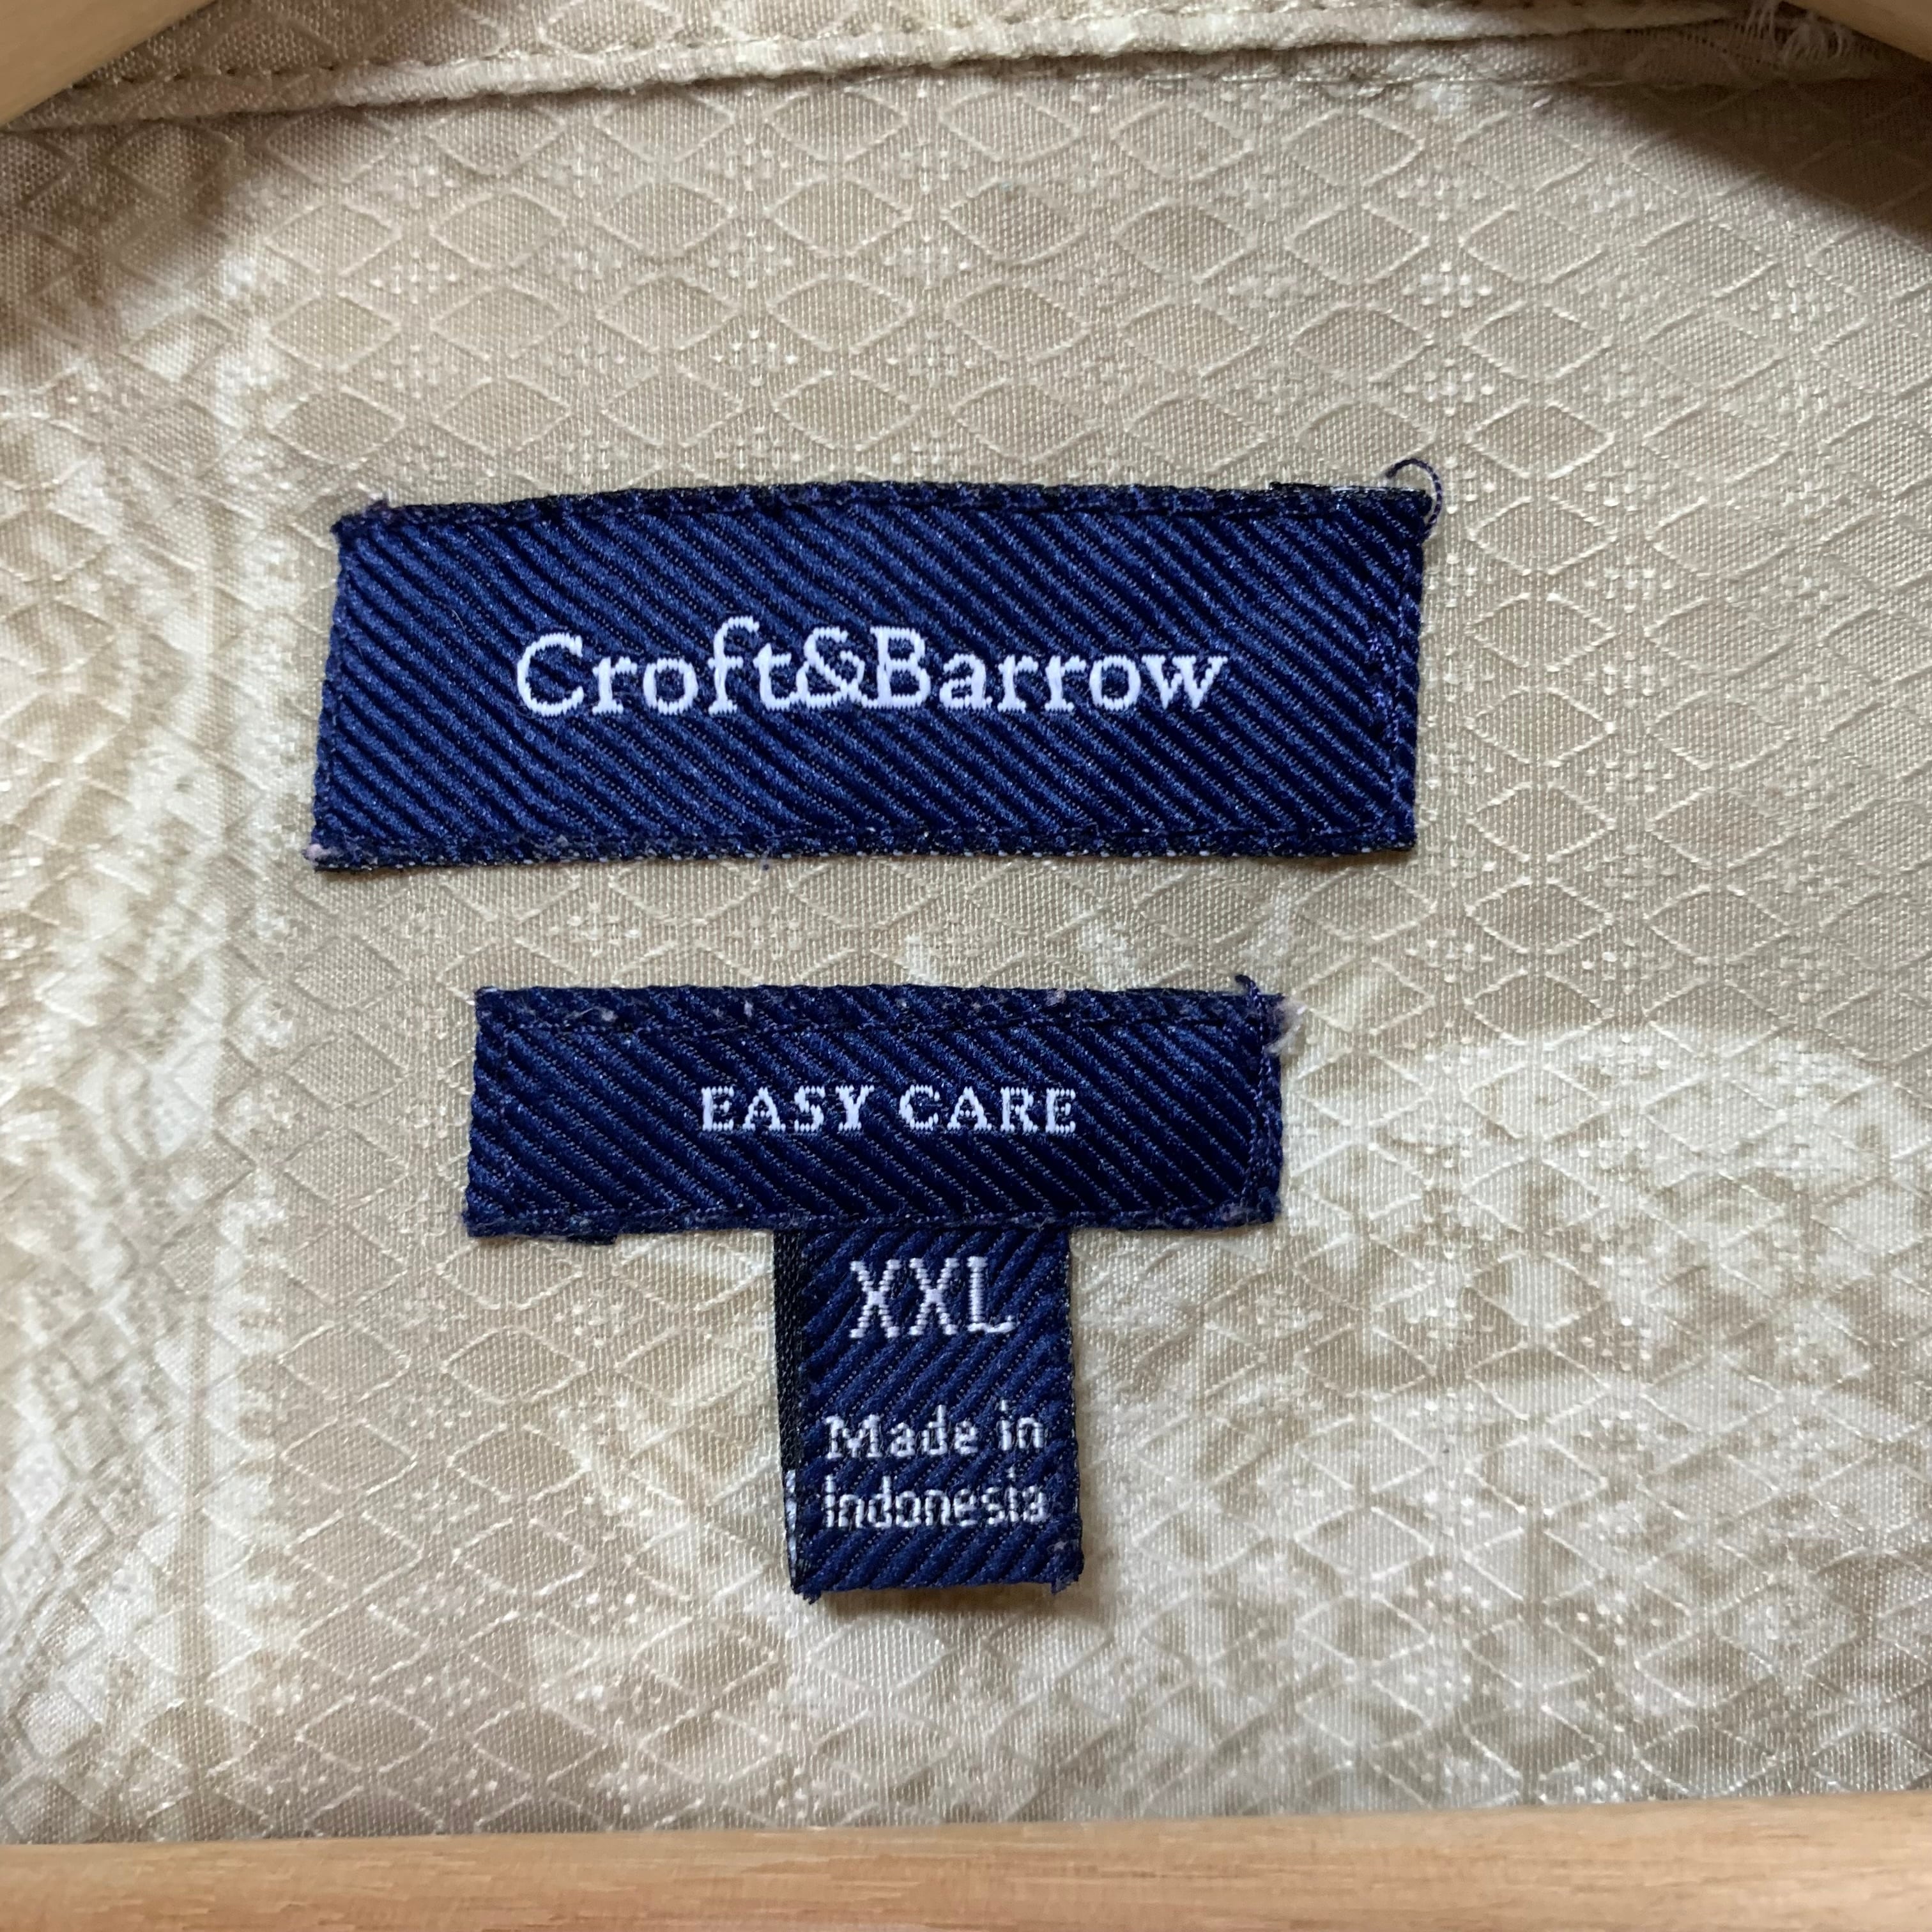 Croft&Barrow
EASY CARE
XXL
Made in
Indonesia